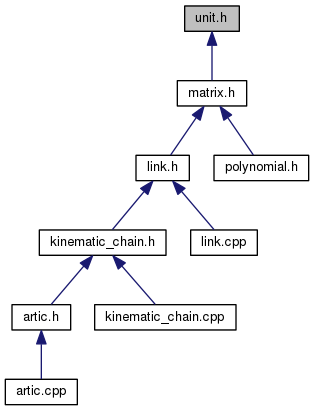 unit.h
matrix.h
link.h
polynomial.h
kinematic_chain.h
link.cpp
artic.h
kinematic_chain.cpp
artic.cpp